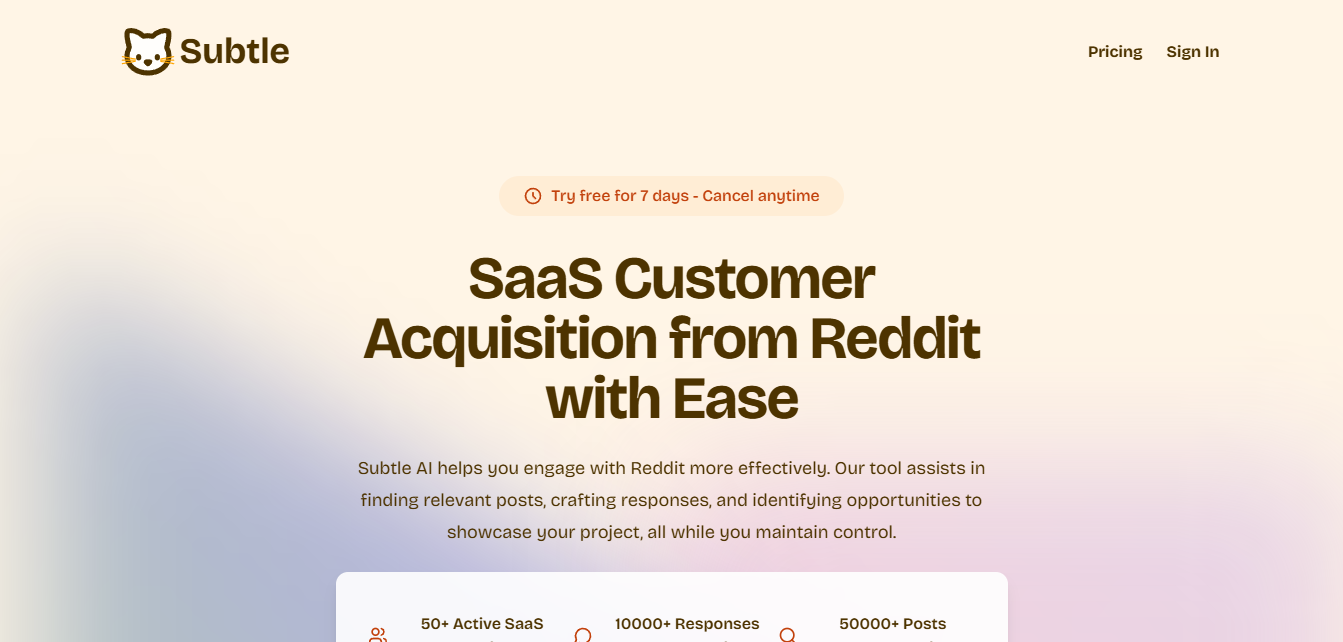 Subtle
Pricing
Sign In
Try free for 7 days - Cancel anytime
SaaS Customer
Acquisition from Reddit
with Ease
Subtle AI helps you engage with Reddit more effectively. Our tool assists in
finding relevant posts, crafting responses, and identifying opportunities to
showcase your project, all while you maintain control.
50+ Active SaaS
10000+ Responses
50000+ Posts